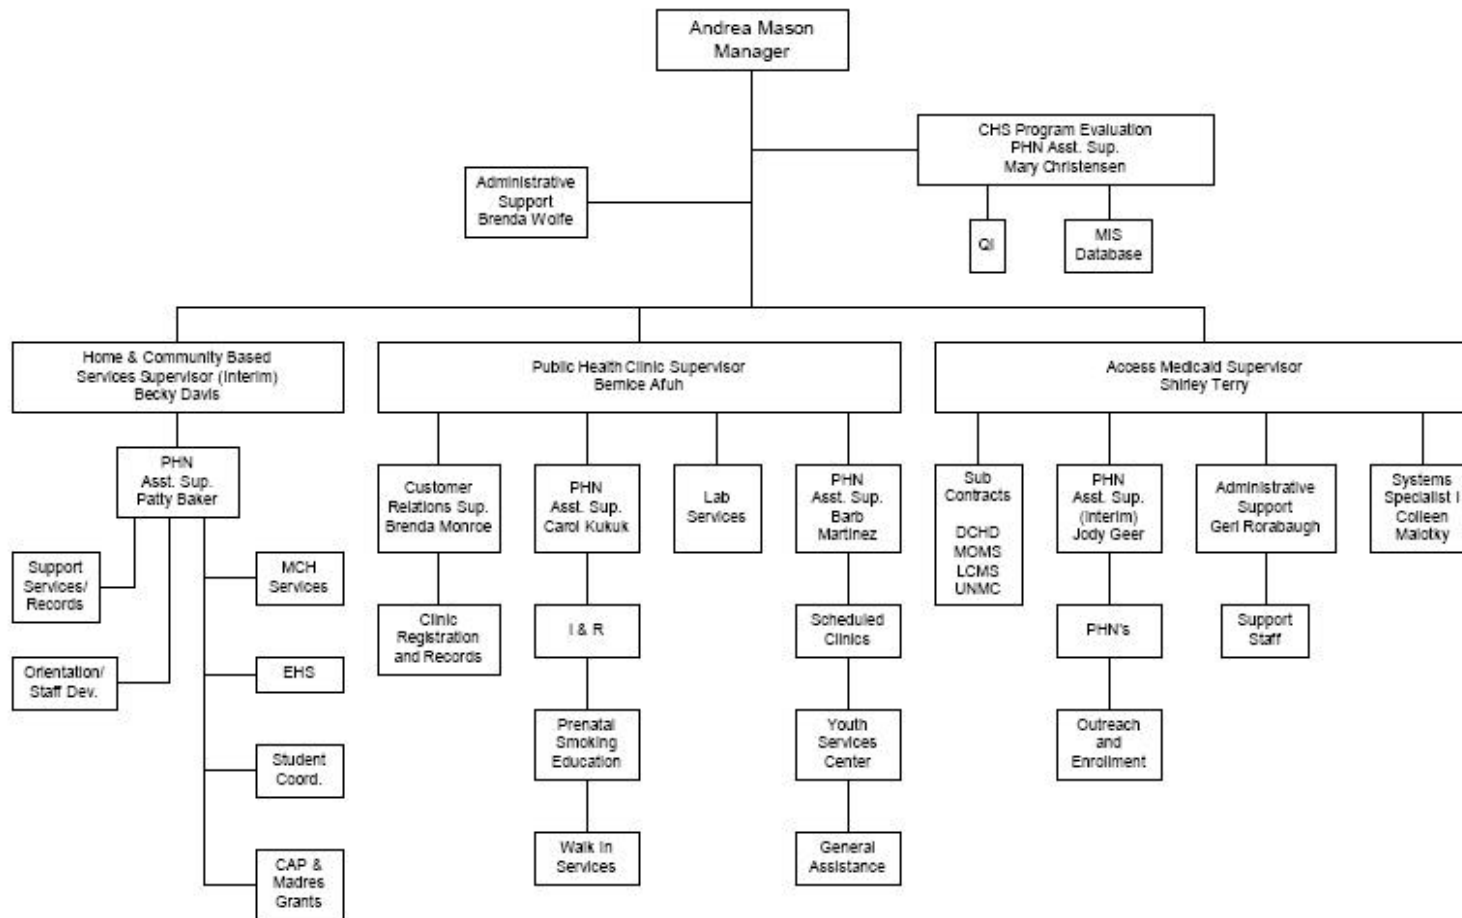 Andrea Mason
Manager
CHS Program Evaluation
PHN Asst. Sup.
Mary Christensen
Administrative
Support
Brenda Wolfe
QI
MIS
Database
Home & Community Based
Services Supervisor (Interim)
Becky Davis
Public Health Clinic Supervisor
Bernice Afuh
Access Medicaid Supervisor
Shirley Terry
PHN
Asst. Sup.
Patty Baker
Customer
Relations Sup.
Brenda Monroe
PHN
Asst. Sup.
Carol Kukuk
Lab
Services
PHN
Asst. Sup.
Barb
Martinez
Sub
Contracts
DCHD
MOMS
LCMS
UNMC
PHN
Asst. Sup.
(Interim)
Jody Geer
Administrative
Support
Geri Rorabaugh
Systems
Specialist I
Colleen
Malotky
Support
Services/
Records
MCH
Services
Orientation/
Staff Dev.
EHS
Student
Coord.
CAP &
Madres
Grants
Clinic
Registration
and Records
I & R
Prenatal
Smoking
Education
Walk In
Services
Scheduled
Clinics
Youth
Services
Center
General
Assistance
PHN's
Outreach
and
Enrollment
Support
Staff